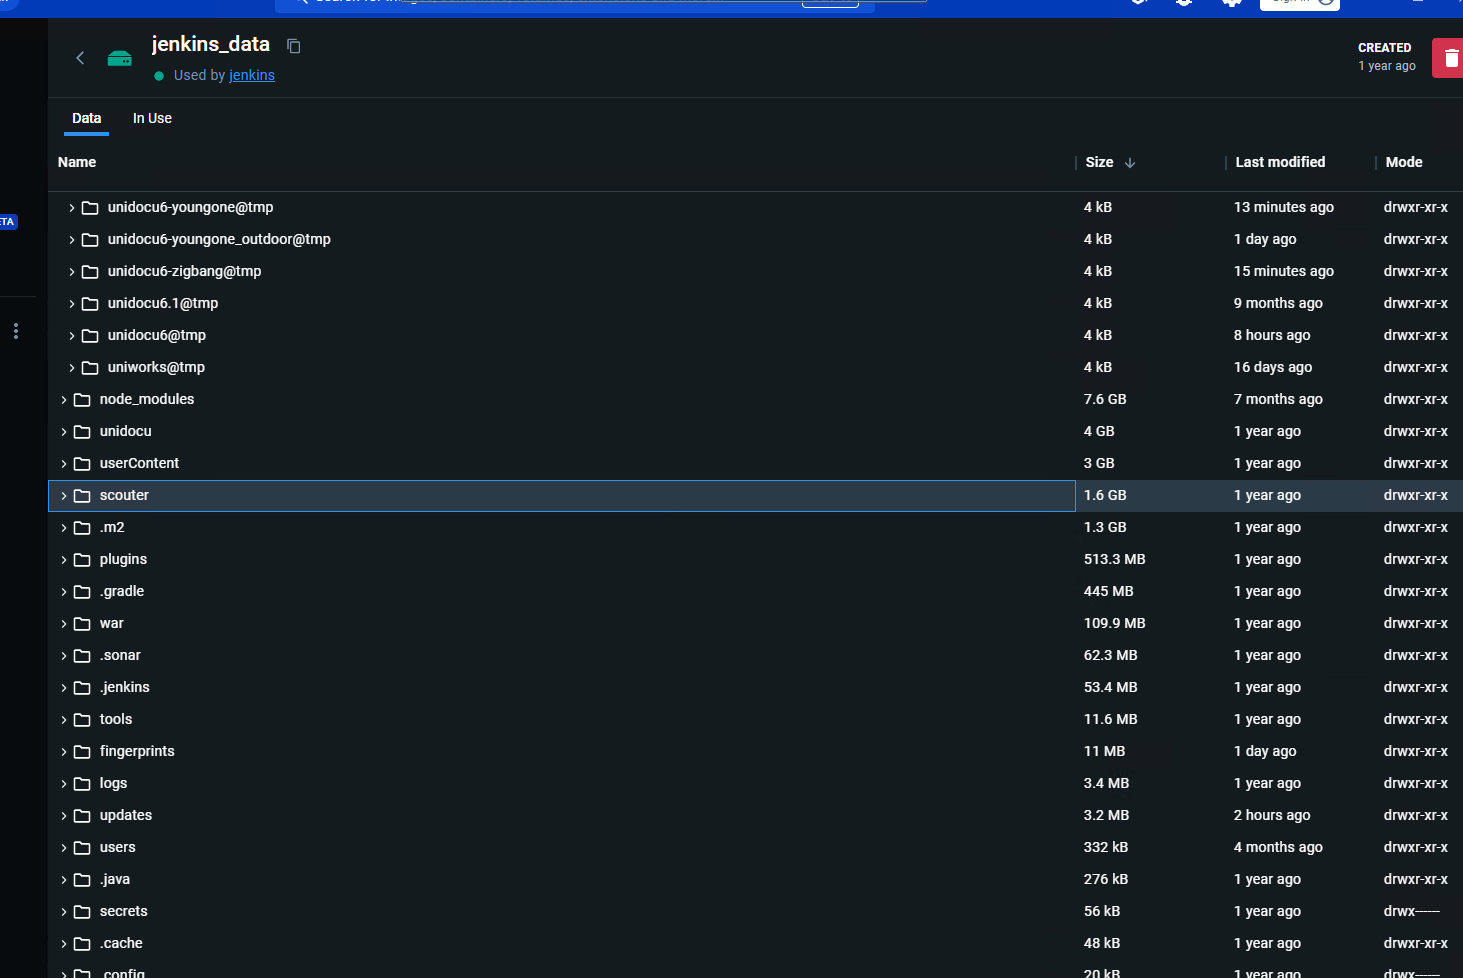 jenkins_data
CREATED
1 year ago
Used by jenkins
Data In Use
Name Size Last modified Mode
unidocu6-youngone@tmp 4 kB 13 minutes ago drwxr-xr-x
ETA
unidocu6-youngone_outdoor@tmp 4 kB 1 day ago drwxr-xr-x
unidocu6-zigbang@tmp 4 kB 15 minutes ago drwxr-xr-x
unidocu6.1@tmp 4 kB 9 months ago drwxr-xr-x
unidocu6@tmp 4 kB 8 hours ago drwxr-xr-x
uniworks@tmp 4 kB 16 days ago drwxr-xr-x
node_modules 7.6 GB 7 months ago drwxr-xr-x
unidocu 4 GB 1 year ago drwxr-xr-x
userContent 3 GB 1 year ago drwxr-xr-x
scouter 1.6 GB 1 year ago drwxr-xr-x
.m2 1.3 GB 1 year ago drwxr-xr-x
plugins 513.3 MB 1 year ago drwxr-xr-x
.gradle 445 MB 1 year ago drwxr-xr-x
war 109.9 MB 1 year ago drwxr-xr-x
.sonar 62.3 MB 1 year ago drwxr-xr-x
.jenkins 53.4 MB 1 year ago drwxr-xr-x
tools 11.6 MB 1 year ago drwxr-xr-x
fingerprints 11 MB 1 day ago drwxr-xr-x
logs 3.4 MB 1 year ago drwxr-xr-x
updates 3.2 MB 2 hours ago drwxr-xr-x
users 332 kB 4 months ago drwxr-xr-x
.java 276 kB 1 year ago drwxr-xr-x
secrets 56 kB 1 year ago drwx------
.cache 48 kB 1 year ago drwxr-xr-x
.config 20 kB 1 year ago drwx------